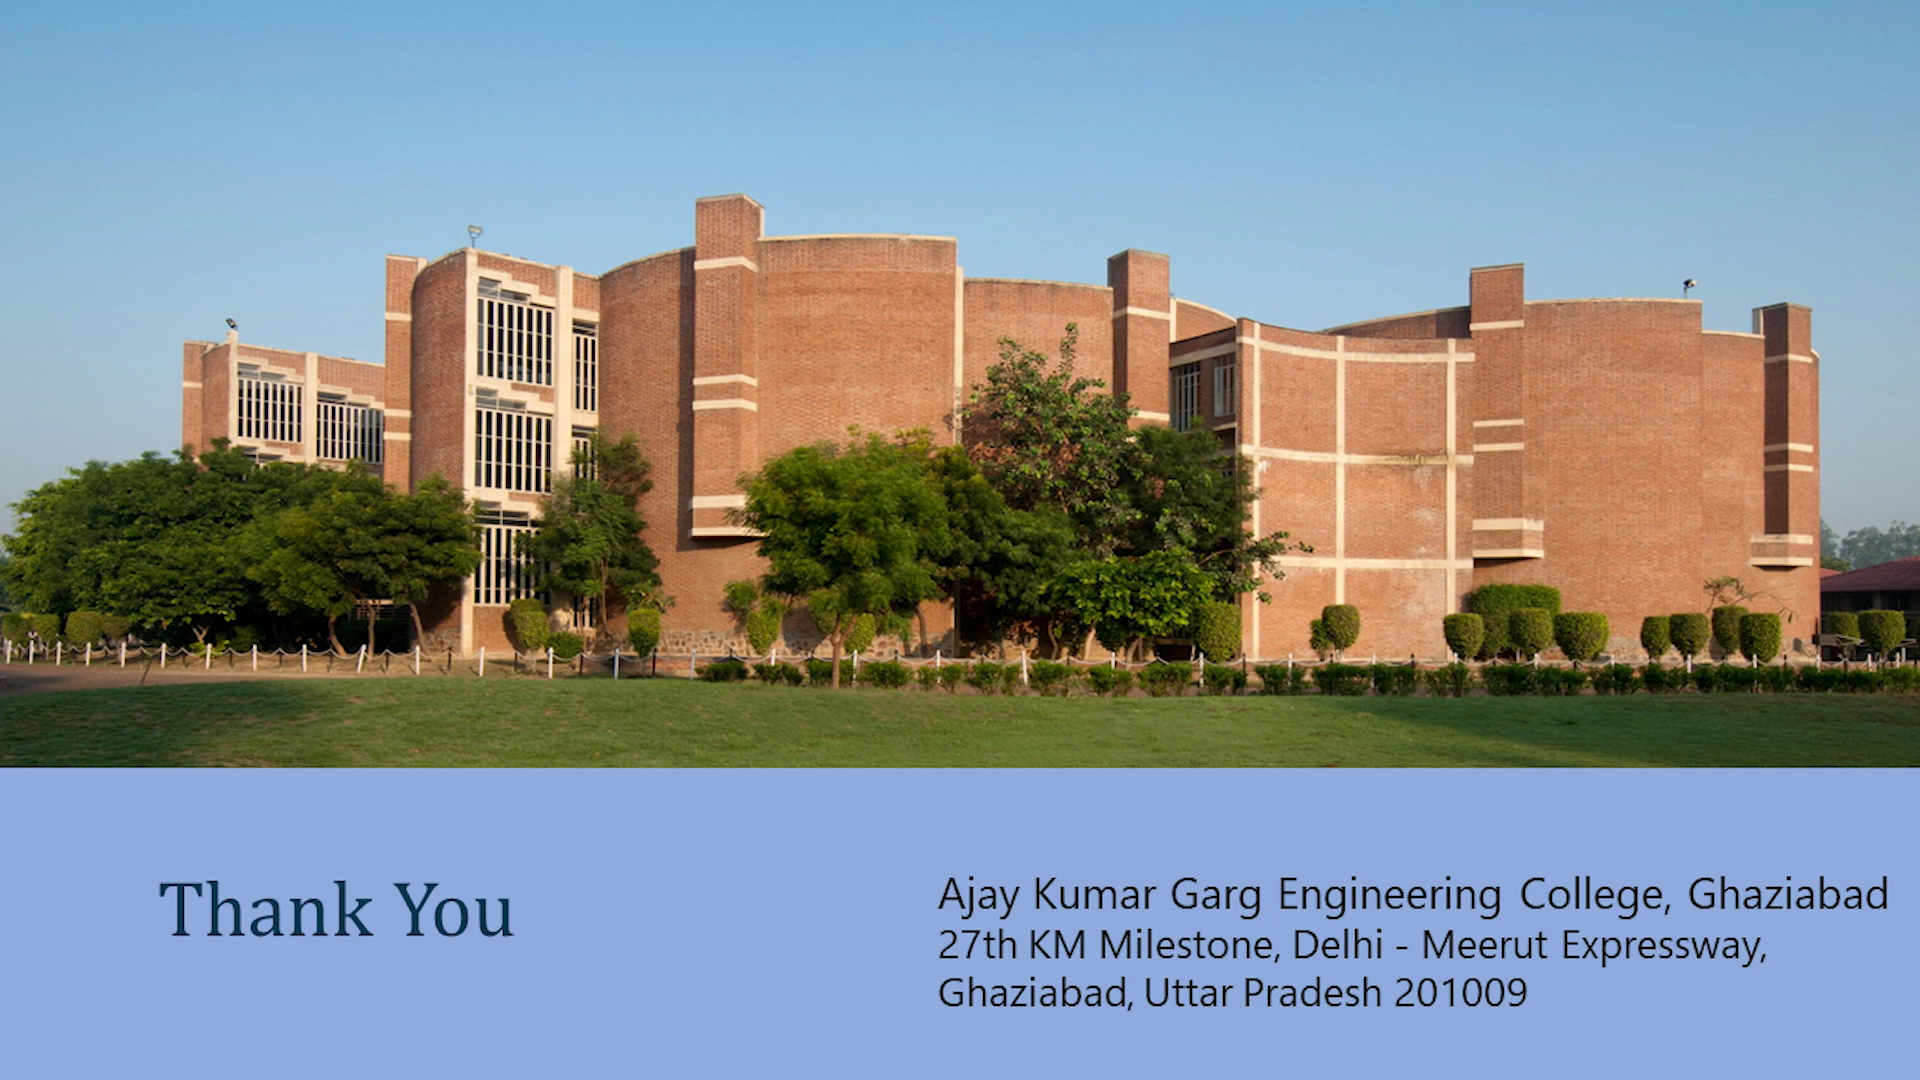 Thank You
Ajay Kumar Garg Engineering College, Ghaziabad
27th KM Milestone, Delhi - Meerut Expressway,
Ghaziabad, Uttar Pradesh 201009